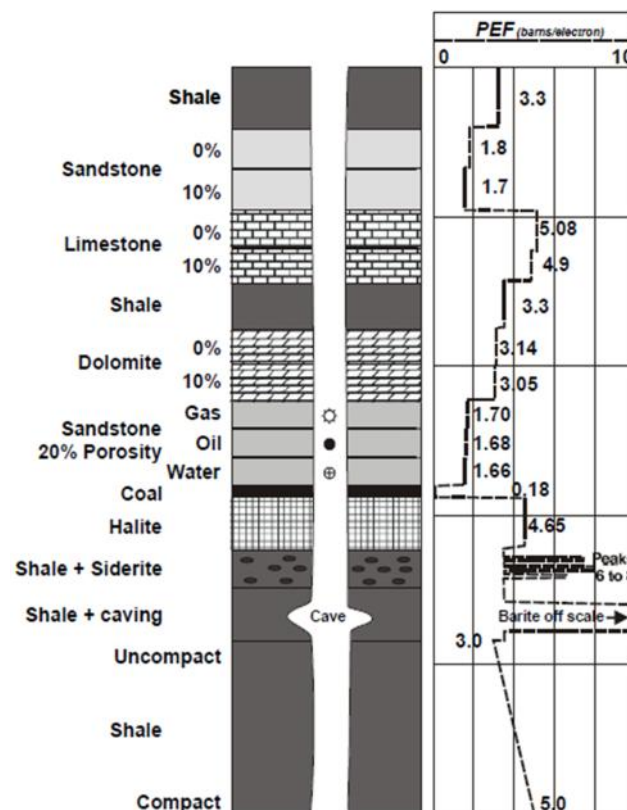 PEF (barns/electron)
0 10
Shale
3.3
0%
1.8
Sandstone
10%
1.7
0%
5.08
Limestone
10%
4.9
Shale
3.3
0%
3.14
Dolomite
10%
3.05
Gas
1.70
Sandstone
20% Porosity
Oil
1.68
Water
1.66
Coal
0.18
Halite
4.65
Shale + Siderite
Peak
6 to
Shale + caving
Cave
Barite off scale
3.0
Uncompact
Shale
Compact
5.0